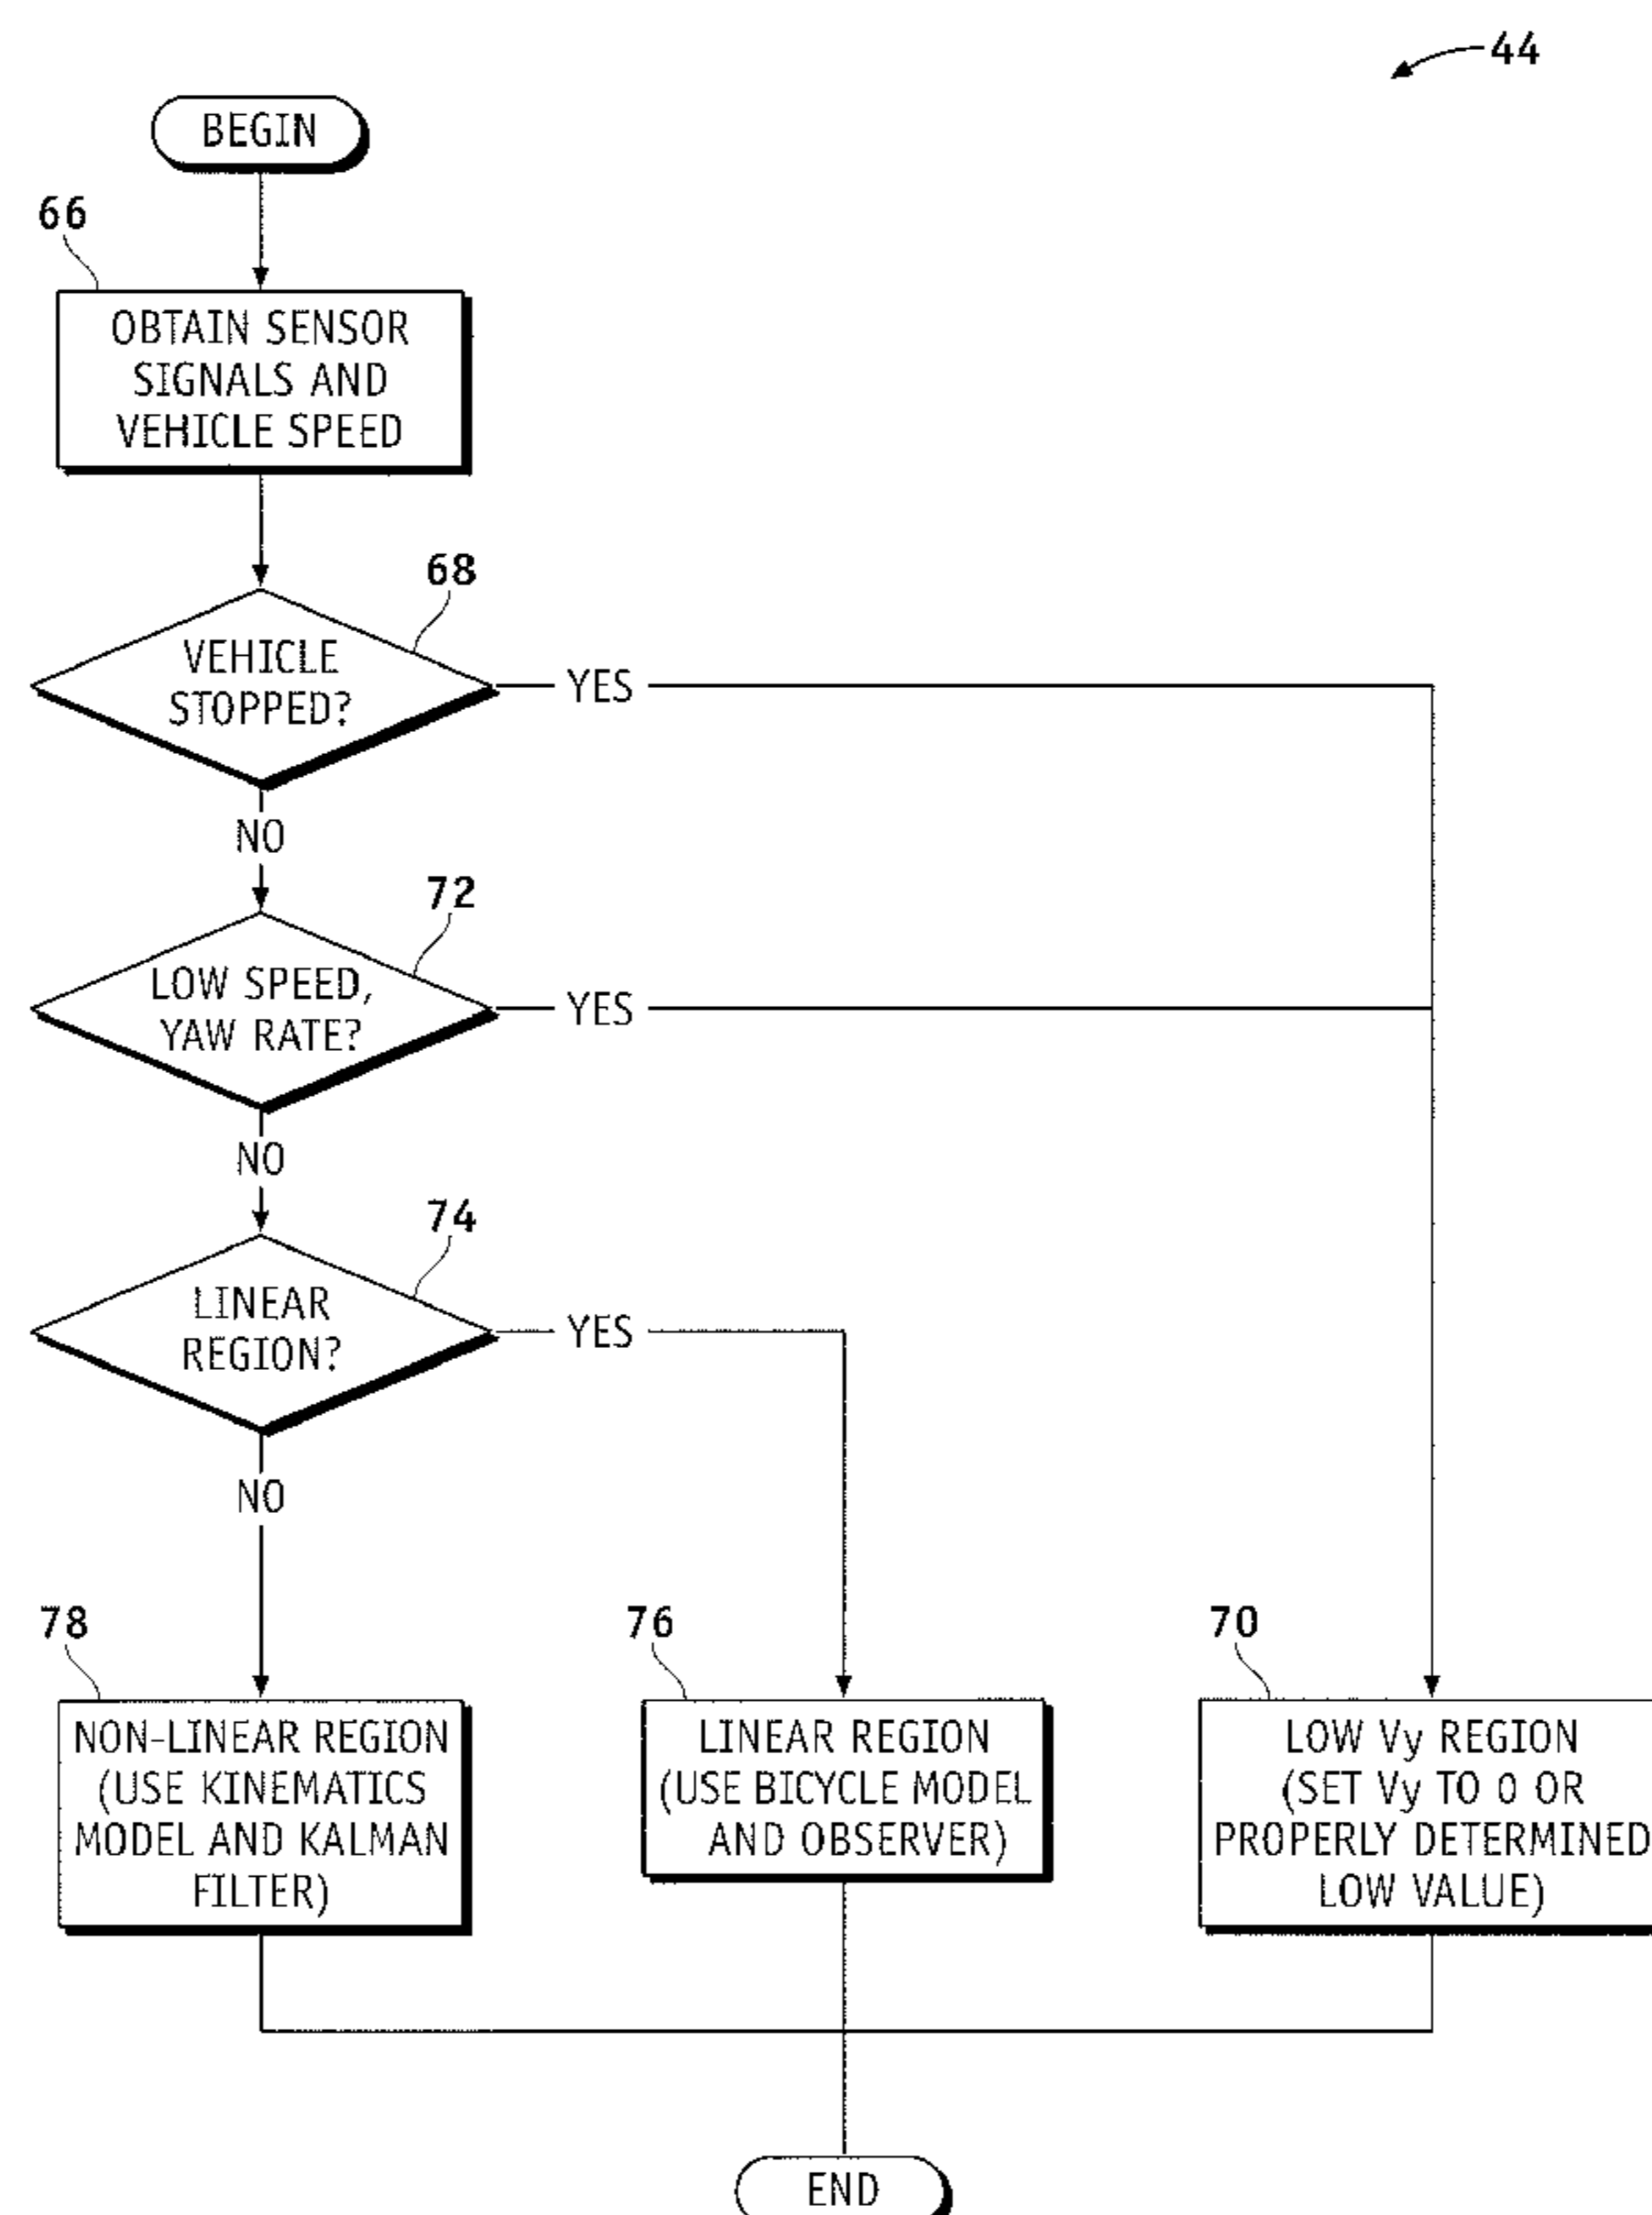 44
BEGIN
66
OBTAIN SENSOR
SIGNALS AND
VEHICLE SPEED
68
VEHICLE
STOPPED?
YES
NO
72
LOW SPEED,
YAW RATE?
YES
NO
74
LINEAR
REGION?
YES
NO
78
NON-LINEAR REGION
(USE KINEMATICS
MODEL AND KALMAN
FILTER)
76
LINEAR REGION
(USE BICYCLE MODEL
AND OBSERVER)
70
LOW Vy REGION
(SET Vy TO 0 OR
PROPERLY DETERMINED
LOW VALUE)
END